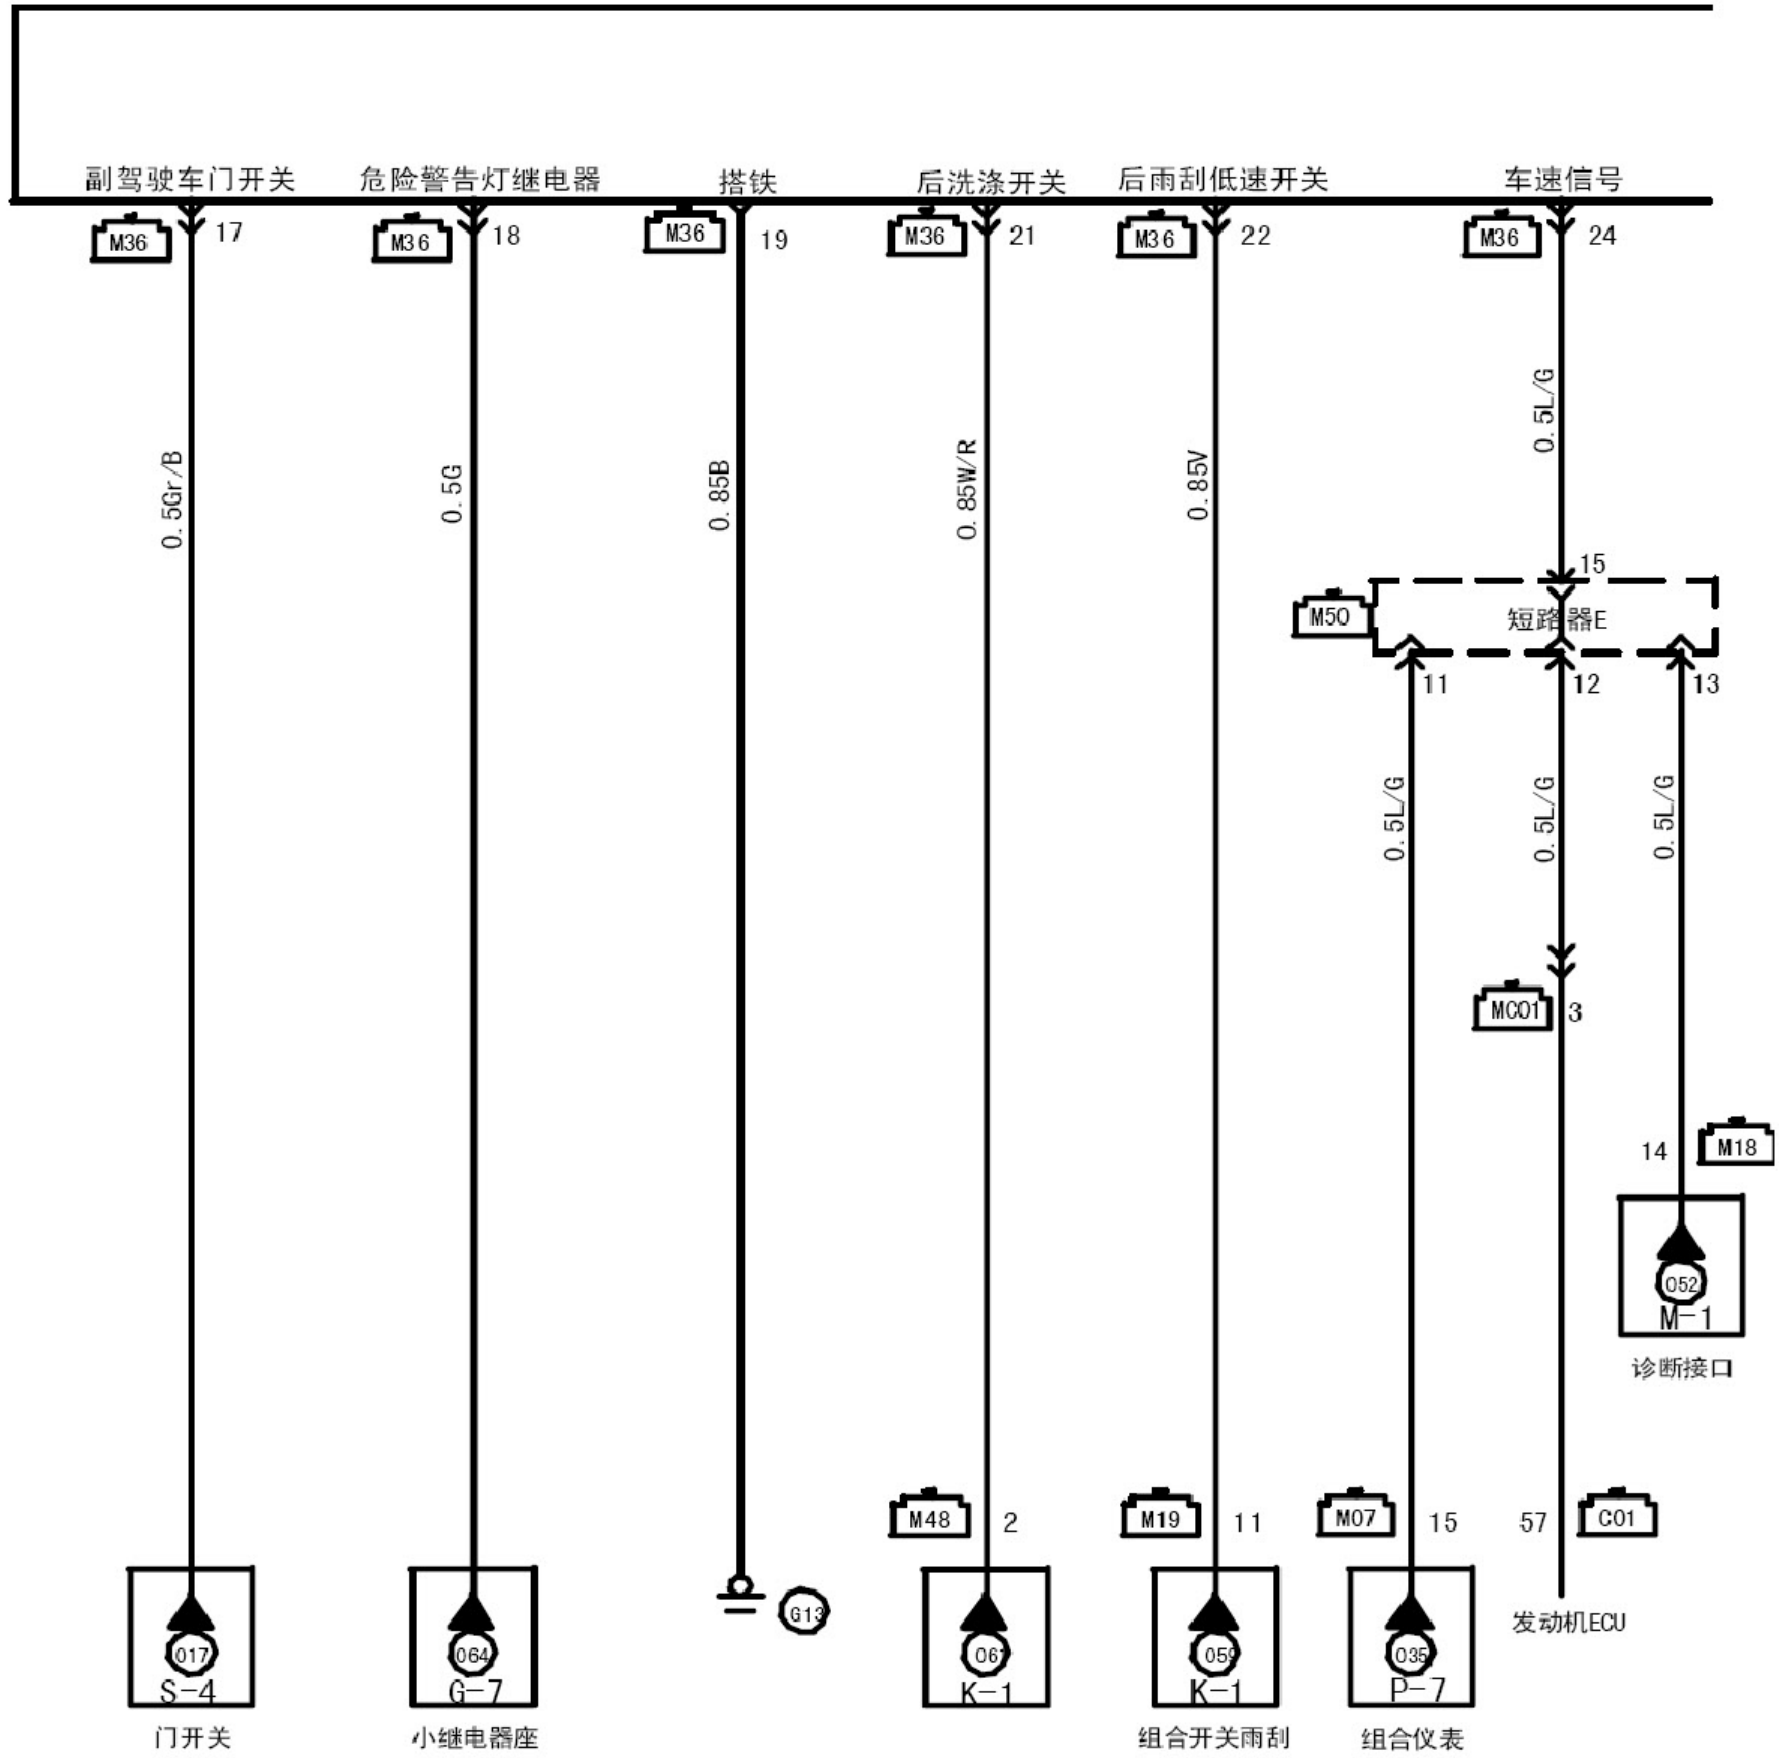 副驾驶车门开关 危险警告灯继电器 搭铁 后洗涤开关 后雨刮低速开关 车速信号
M36 17 M36 18 M36 19 M36 21 M36 22 M36 24
0.5L/G
0.5Gr/B 0.5G 0.85B 0.85W/R 0.85V
15
M50 短路器E
11 12 13
0.5L/G 0.5L/G 0.5L/G
MC01 3
14 M18
052
M-1
诊断接口
M48 2 M19 11 M07 15 57 C01
G13
发动机ECU
017 064 059 035
S-4 G-7 K-1 K-1 P-7
门开关 小继电器座 组合开关雨刮 组合仪表